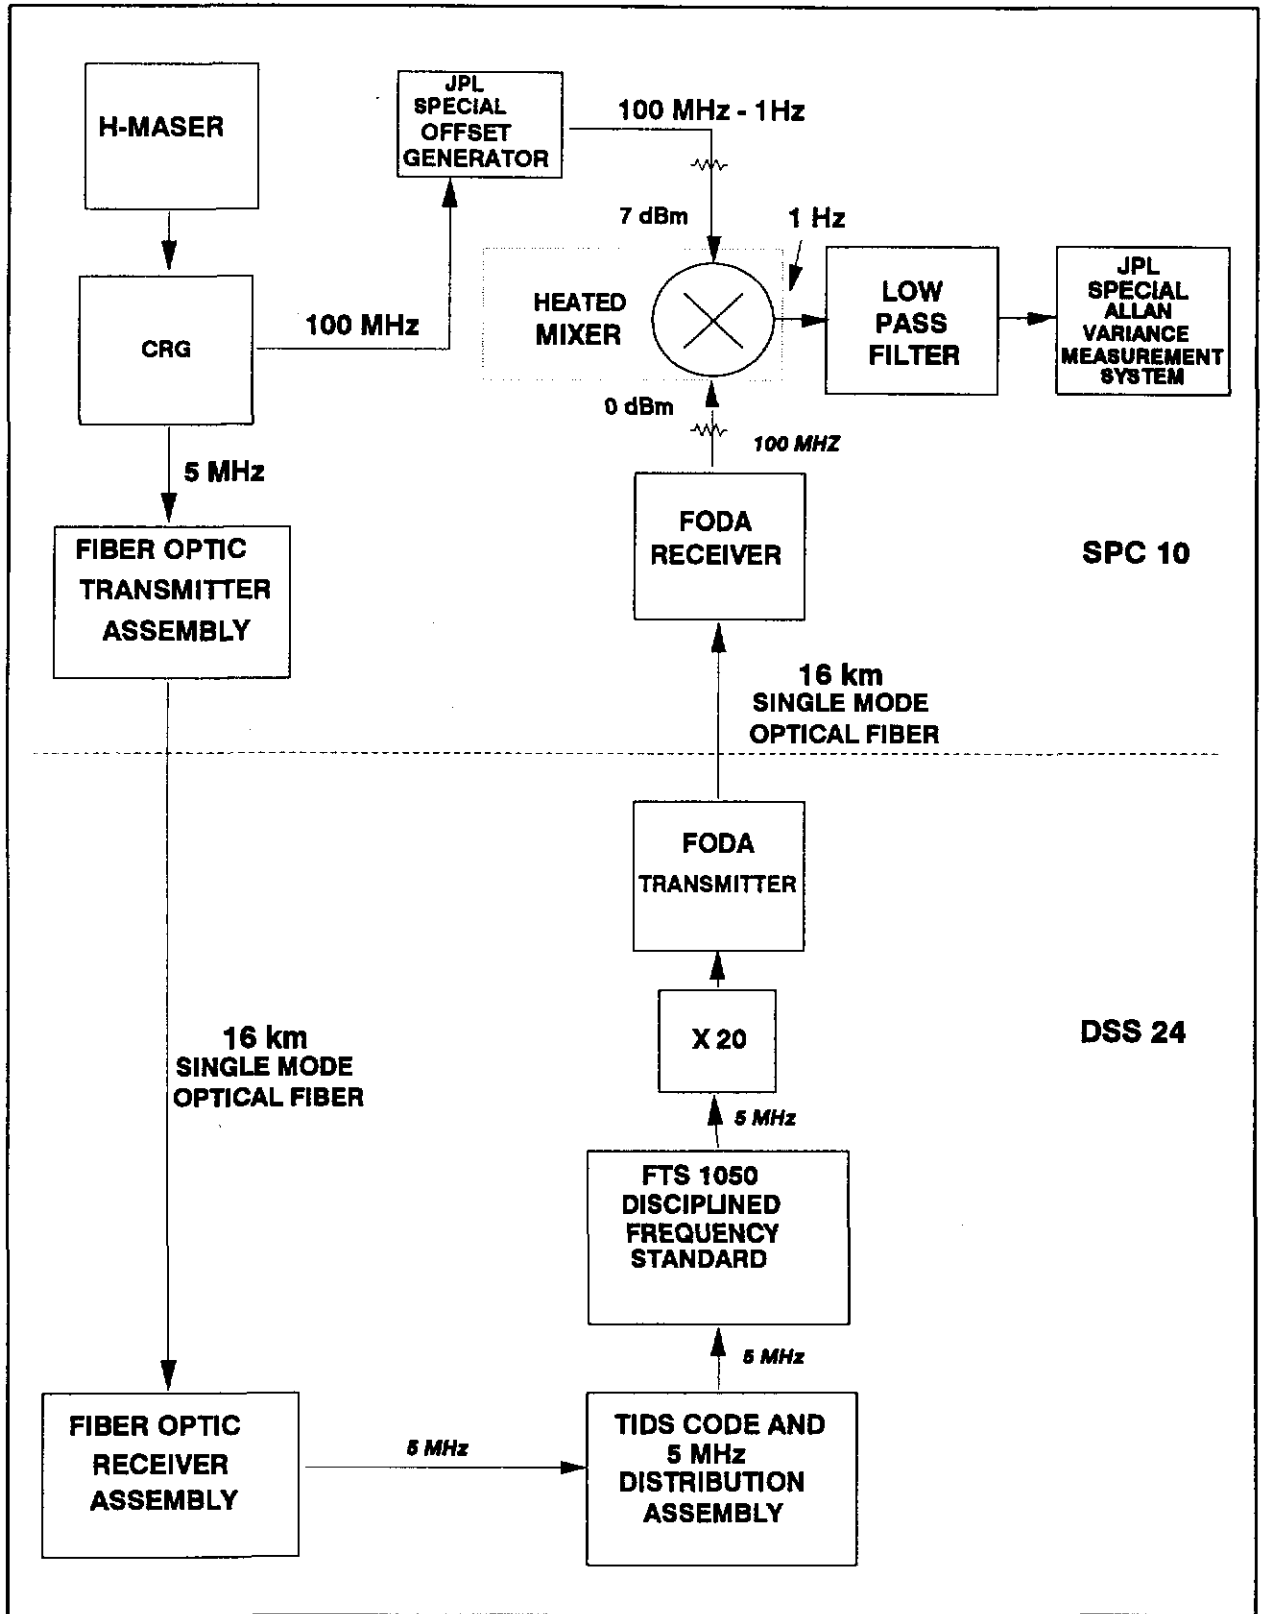 H-MASER
JPL
SPECIAL
OFFSET
GENERATOR
100 MHz - 1Hz
7 dBm
1 Hz
CRG
100 MHz
HEATED
MIXER
LOW
PASS
FILTER
JPL
SPECIAL
ALLAN
VARIANCE
MEASUREMENT
SYSTEM
0 dBm
100 MHZ
5 MHz
FIBER OPTIC
TRANSMITTER
ASSEMBLY
FODA
RECEIVER
SPC 10
16 km
SINGLE MODE
OPTICAL FIBER
FODA
TRANSMITTER
X 20
DSS 24
16 km
SINGLE MODE
OPTICAL FIBER
5 MHz
FTS 1050
DISCIPLINED
FREQUENCY
STANDARD
5 MHz
FIBER OPTIC
RECEIVER
ASSEMBLY
5 MHz
TIDS CODE AND
5 MHz
DISTRIBUTION
ASSEMBLY